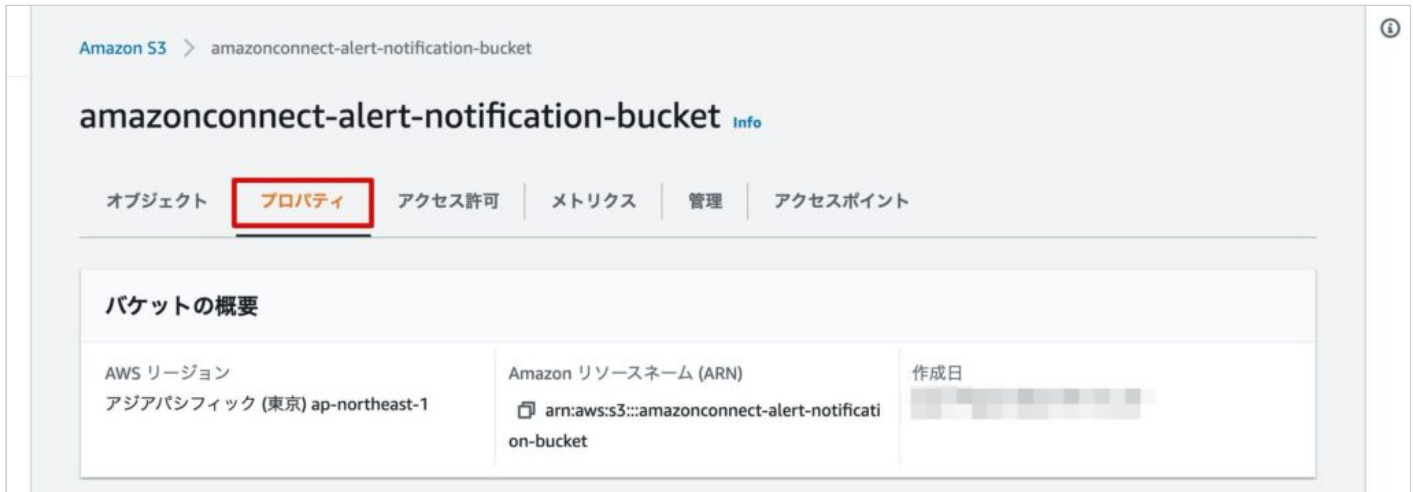 Amazon S3 > amazonconnect-alert-notification-bucket
amazonconnect-alert-notification-bucket Info
オブジェクト プロパティ アクセス許可 メトリクス 管理 アクセスポイント
バケットの概要
AWS リージョン
アジアパシフィック (東京) ap-northeast-1
Amazon リソースネーム (ARN)
arn:aws:s3:::amazonconnect-alert-notificati
on-bucket
作成日